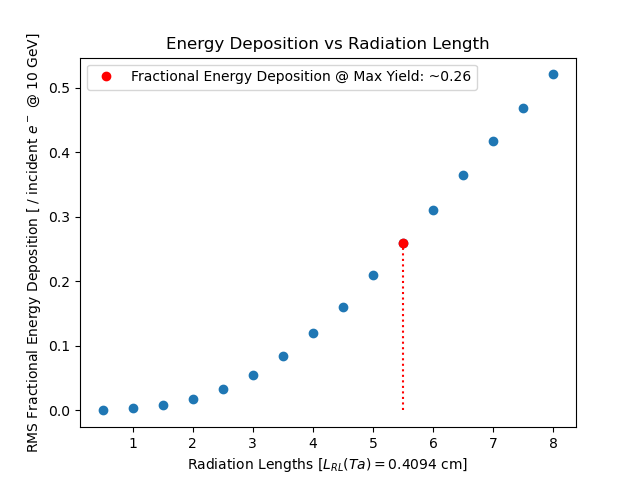 Energy Deposition vs Radiation Length
Fractional Energy Deposition @ Max Yield: ~0.26
RMS Fractional Energy Deposition [ / incident e⁻ @ 10 GeV]
0.5
0.4
0.3
0.2
0.1
0.0
1 2 3 4 5 6 7 8
Radiation Lengths [L_{RL}(Ta) = 0.4094 cm]